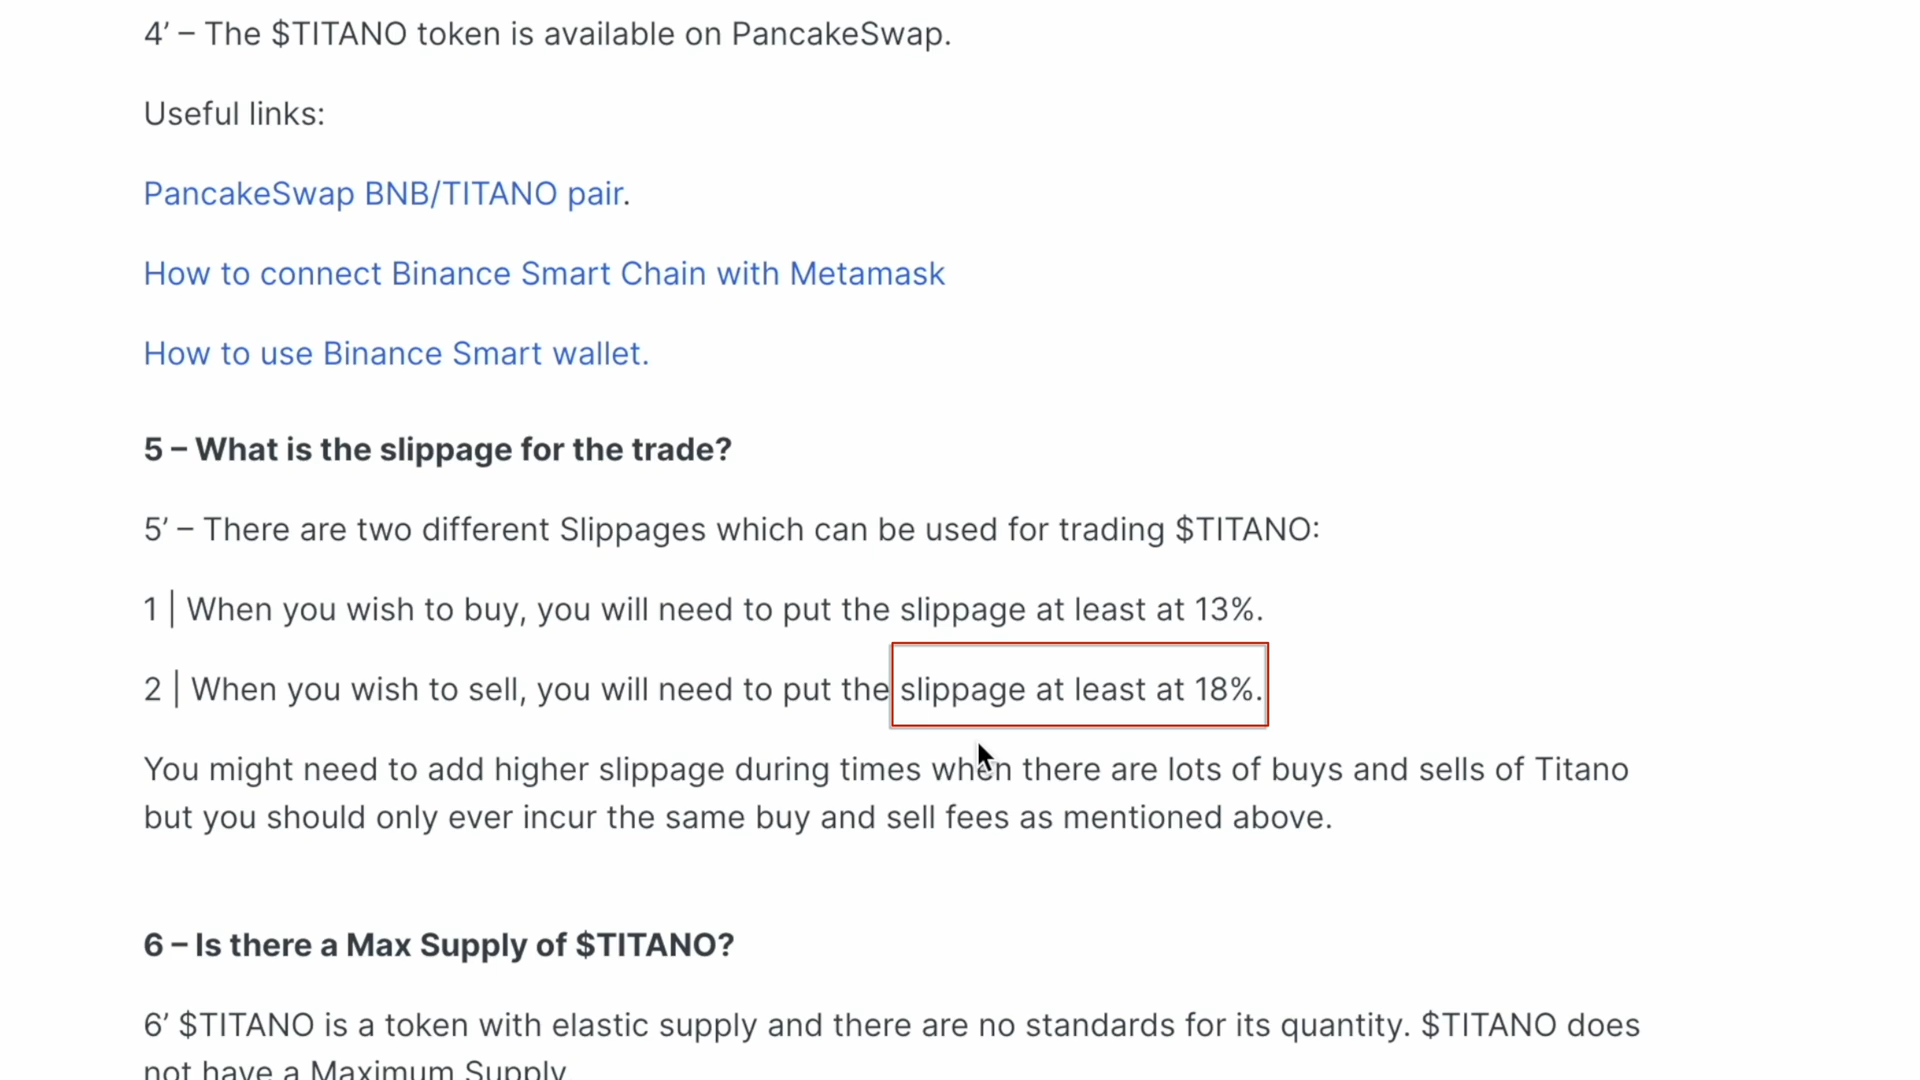 4’ – The $TITANO token is available on PancakeSwap.
Useful links:
PancakeSwap BNB/TITANO pair.
How to connect Binance Smart Chain with Metamask
How to use Binance Smart wallet.
5 – What is the slippage for the trade?
5’ – There are two different Slippages which can be used for trading $TITANO:
1 | When you wish to buy, you will need to put the slippage at least at 13%.
2 | When you wish to sell, you will need to put the slippage at least at 18%.
You might need to add higher slippage during times when there are lots of buys and sells of Titano
but you should only ever incur the same buy and sell fees as mentioned above.
6 – Is there a Max Supply of $TITANO?
6’ $TITANO is a token with elastic supply and there are no standards for its quantity. $TITANO does
not have a Maximum Supply